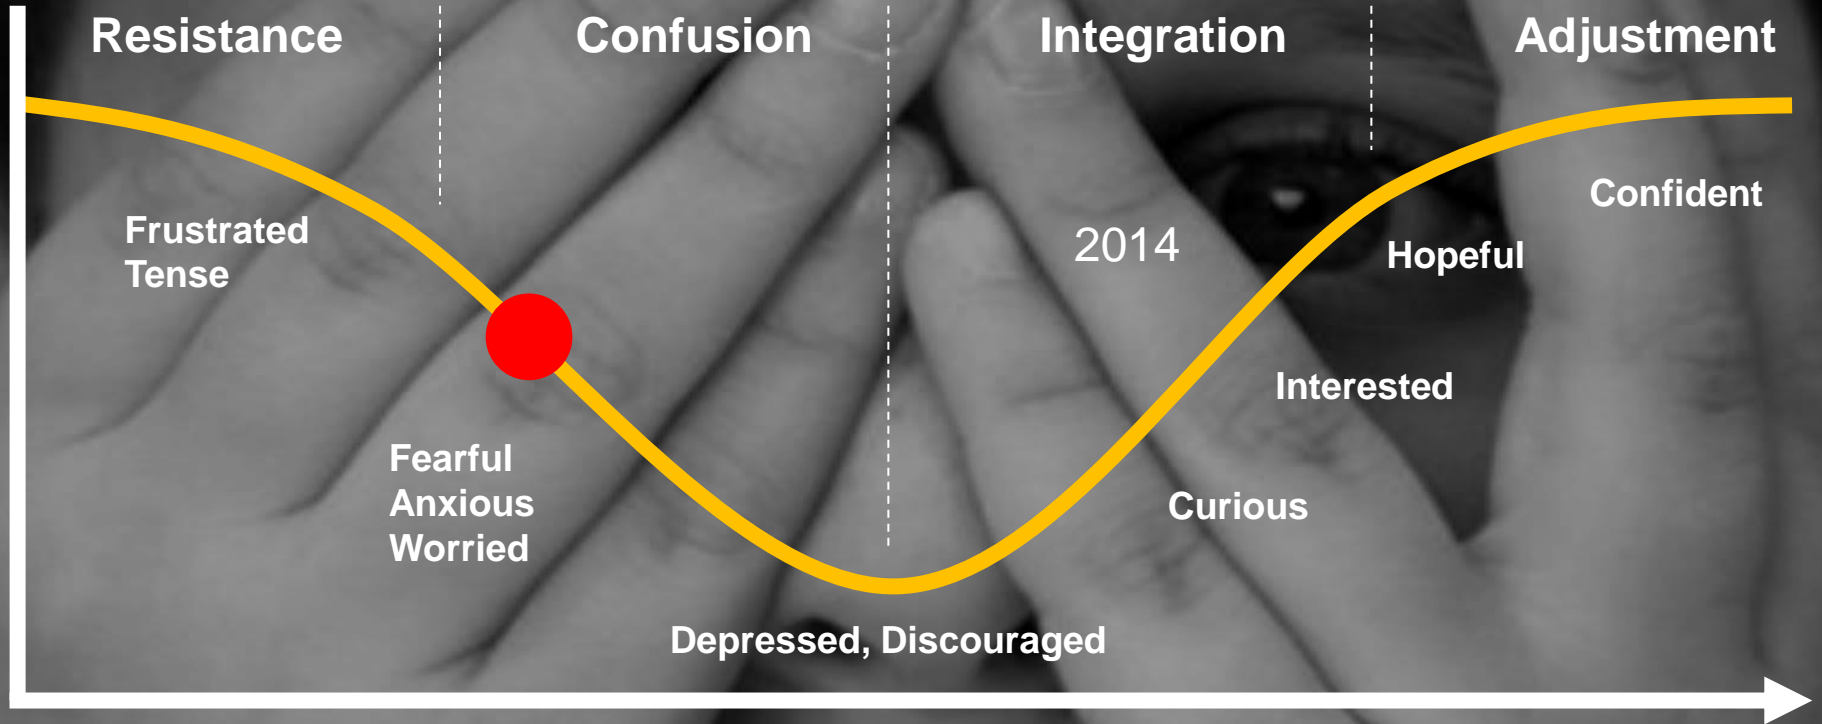 Resistance
Confusion
Integration
Adjustment
Frustrated
Tense
Confident
2014
Hopeful
Interested
Fearful
Anxious
Worried
Curious
Depressed, Discouraged